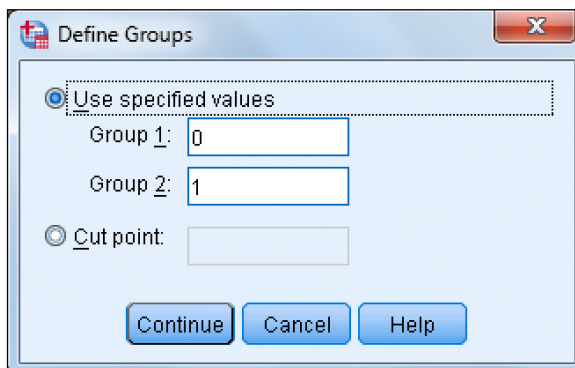 Define Groups
Use specified values
Group 1: 0
Group 2: 1
Cut point:
Continue Cancel Help